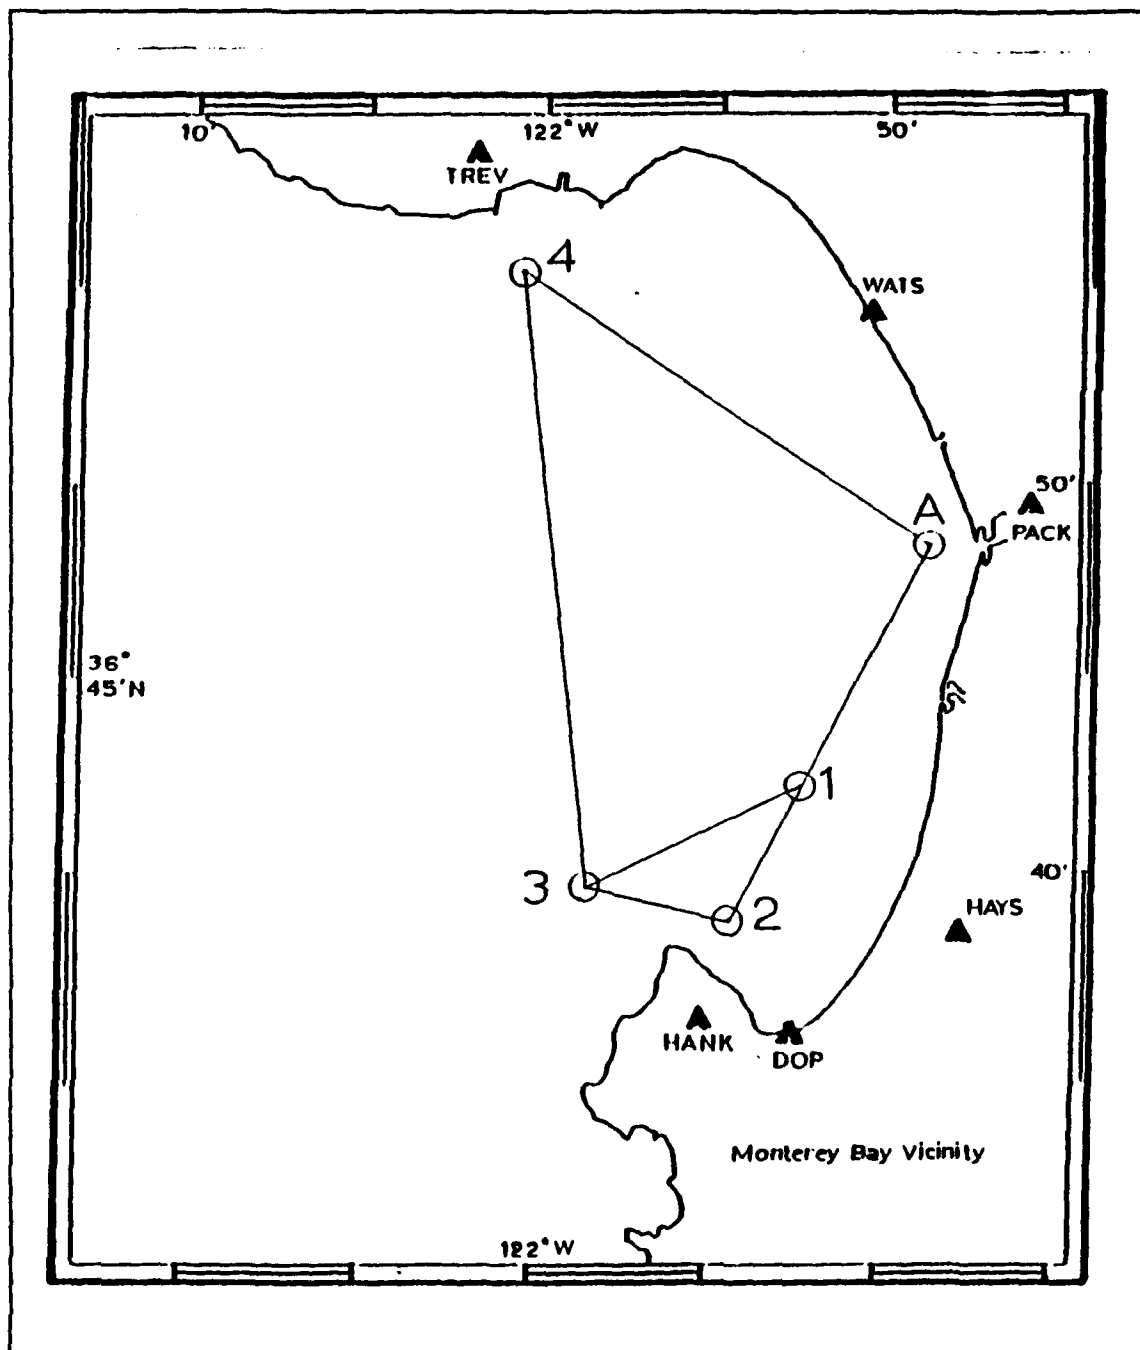 10' 122° W 50'
TREV
4
WATS
A
50'
PACK
36°
45'N
1
3
2
40'
HAYS
HANK
DOP
Monterey Bay Vicinity
122° W